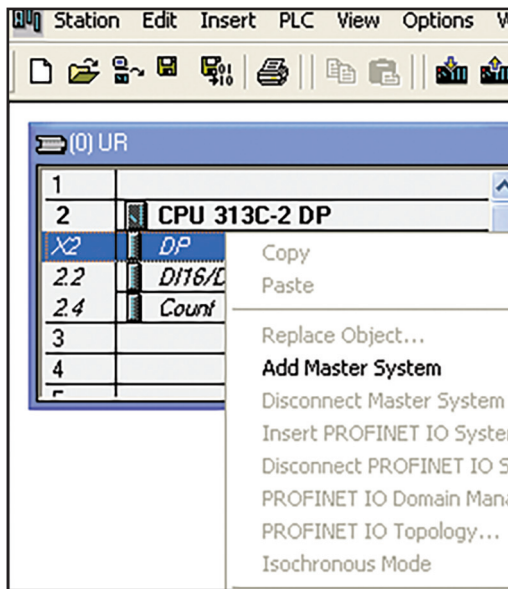 Station Edit Insert PLC View Options
(0) UR
1
2 CPU 313C-2 DP
X2 DP
2.2 DI16/D
2.4 Count
3
4
Copy
Paste
Replace Object...
Add Master System
Disconnect Master System
Insert PROFINET IO Syste
Disconnect PROFINET IO S
PROFINET IO Domain Mana
PROFINET IO Topology...
Isochronous Mode